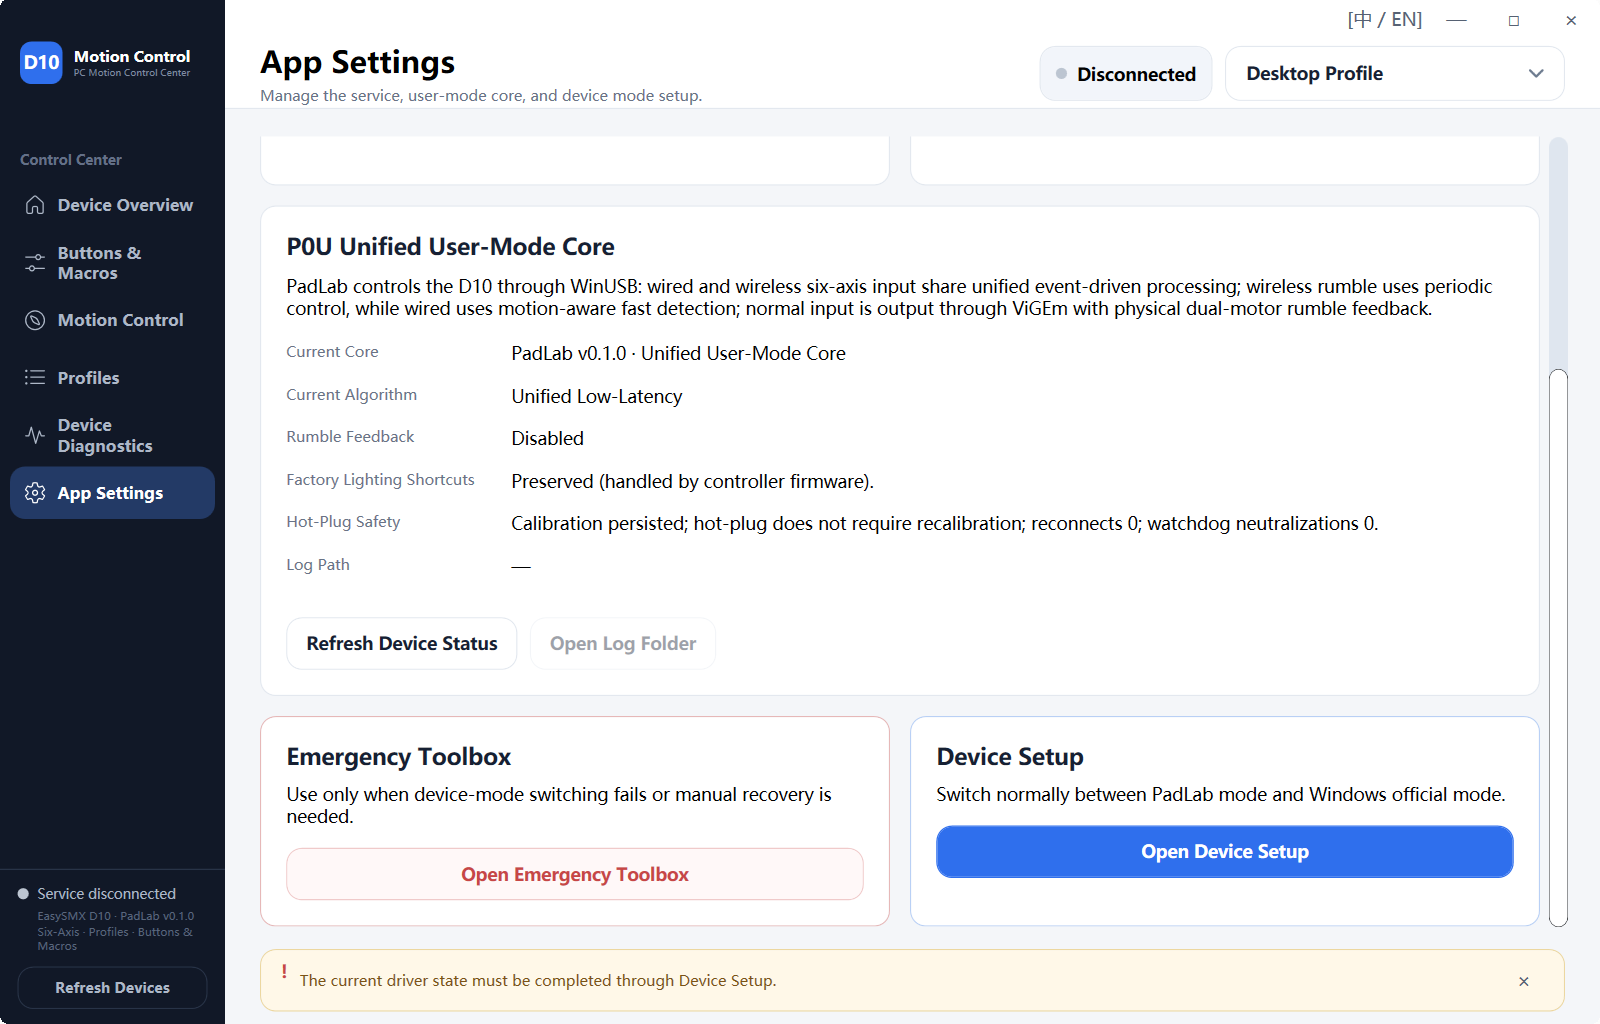 [中 / EN]
D10
Motion Control
PC Motion Control Center
App Settings
Manage the service, user-mode core, and device mode setup.
Disconnected
Desktop Profile
Control Center
Device Overview
Buttons &
Macros
Motion Control
Profiles
Device
Diagnostics
App Settings
P0U Unified User-Mode Core
PadLab controls the D10 through WinUSB: wired and wireless six-axis input share unified event-driven processing; wireless rumble uses periodic
control, while wired uses motion-aware fast detection; normal input is output through ViGEm with physical dual-motor rumble feedback.
Current Core
PadLab v0.1.0 · Unified User-Mode Core
Current Algorithm
Unified Low-Latency
Rumble Feedback
Disabled
Factory Lighting Shortcuts
Preserved (handled by controller firmware).
Hot-Plug Safety
Calibration persisted; hot-plug does not require recalibration; reconnects 0; watchdog neutralizations 0.
Log Path
—
Refresh Device Status
Open Log Folder
Emergency Toolbox
Use only when device-mode switching fails or manual recovery is
needed.
Open Emergency Toolbox
Device Setup
Switch normally between PadLab mode and Windows official mode.
Open Device Setup
Service disconnected
EasySMX D10 · PadLab v0.1.0
Six-Axis · Profiles · Buttons &
Macros
Refresh Devices
! The current driver state must be completed through Device Setup.